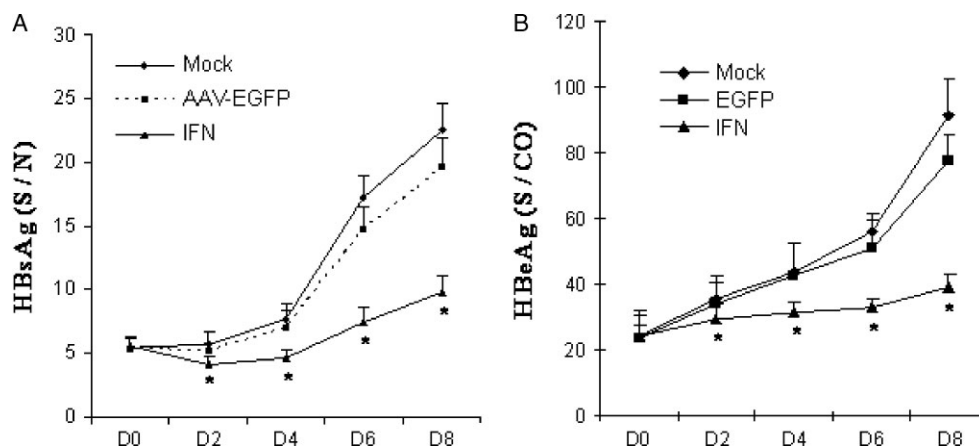 A
HBsAg (S/N)
30
25
20
15
10
5
0
Mock
AAV-EGFP
IFN
*
*
*
*
D0 D2 D4 D6 D8
B
HBeAg (S/CO)
120
100
80
60
40
20
0
Mock
EGFP
IFN
*
*
*
*
D0 D2 D4 D6 D8